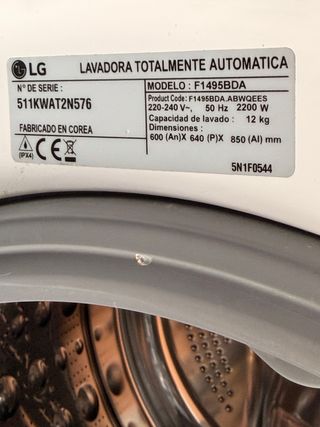 LG LAVADORA TOTALMENTE AUTOMATICA
Nº DE SERIE :
511KWAT2N576
FABRICADO EN COREA
(IPX4) CE
MODELO : F1495BDA
Product Code : F1495BDA.ABWQEES
220-240 V~, 50 Hz 2200 W
Capacidad de lavado : 12 kg
Dimensiones :
600 (An)X 640 (P)X 850 (Al) mm
5N1F0544